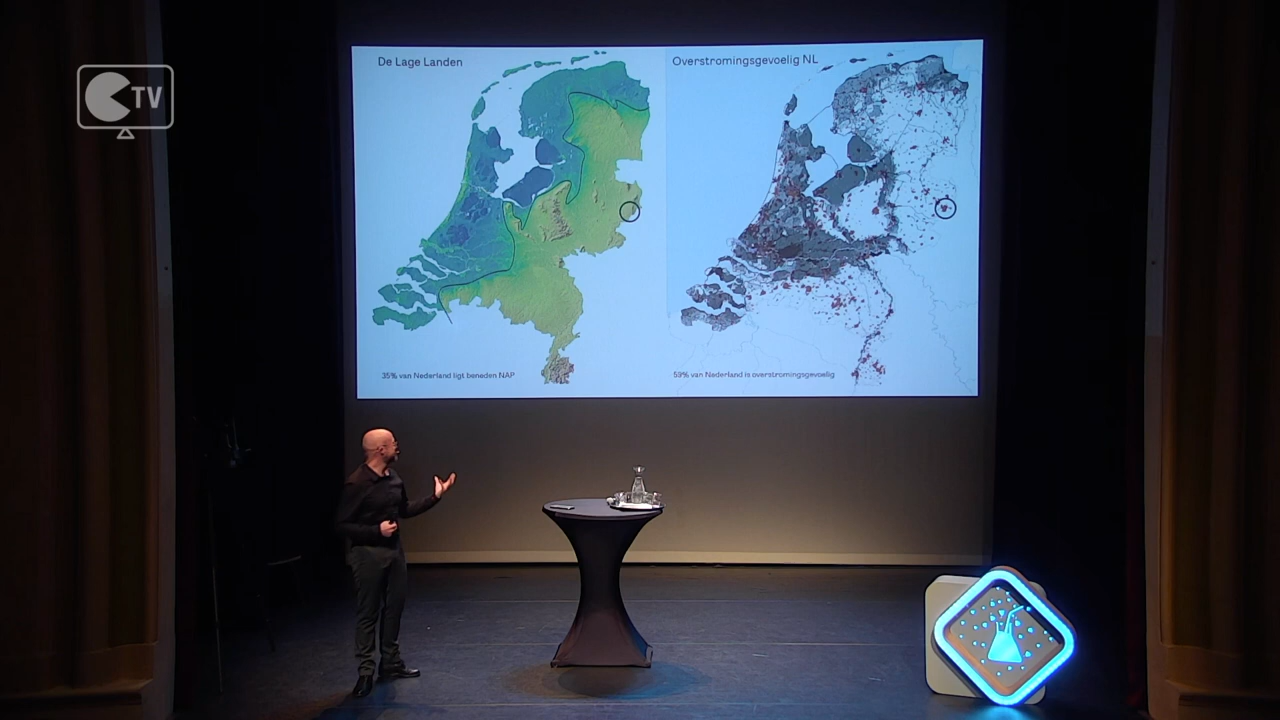 TV
De Lage Landen
Overstromingsgevoelig NL
35% van Nederland ligt beneden NAP
59% van Nederland is overstromingsgevoelig